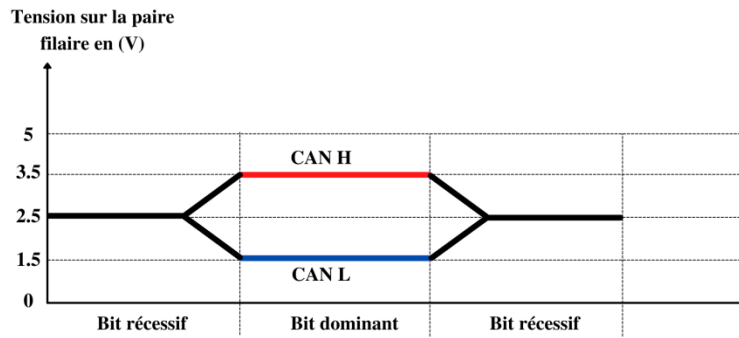 Tension sur la paire
filaire en (V)
5
CAN H
3.5
2.5
1.5
CAN L
0
Bit récessif Bit dominant Bit récessif